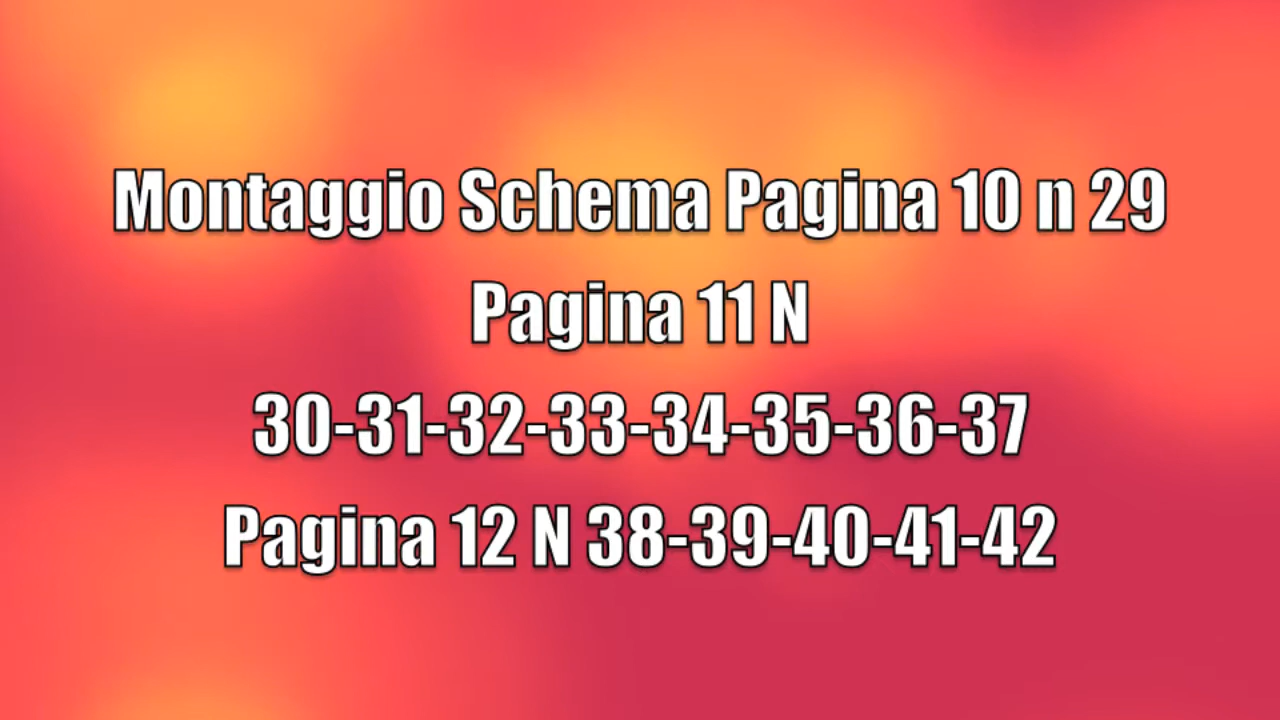 Montaggio Schema Pagina 10 n 29
Pagina 11 N
30-31-32-33-34-35-36-37
Pagina 12 N 38-39-40-41-42